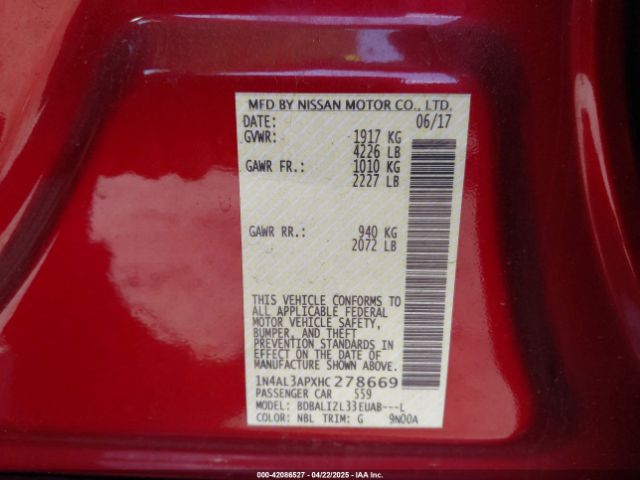 MFD BY NISSAN MOTOR CO., LTD.
DATE: 06/17
GVWR: 1917 KG
4226 LB
GAWR FR.: 1010 KG
2227 LB
GAWR RR.: 940 KG
2072 LB
THIS VEHICLE CONFORMS TO
ALL APPLICABLE FEDERAL
MOTOR VEHICLE SAFETY,
BUMPER, AND THEFT
PREVENTION STANDARDS
IN EFFECT ON THE DATE OF
MANUFACTURE SHOWN
ABOVE.
1N4AL3APXHC278669
PASSENGER CAR 559
MODEL: BDBALIZL33EUAB---L
COLOR: NBL TRIM: G 9N00A
000-42086527 - 04/22/2025 - IAAI.COM